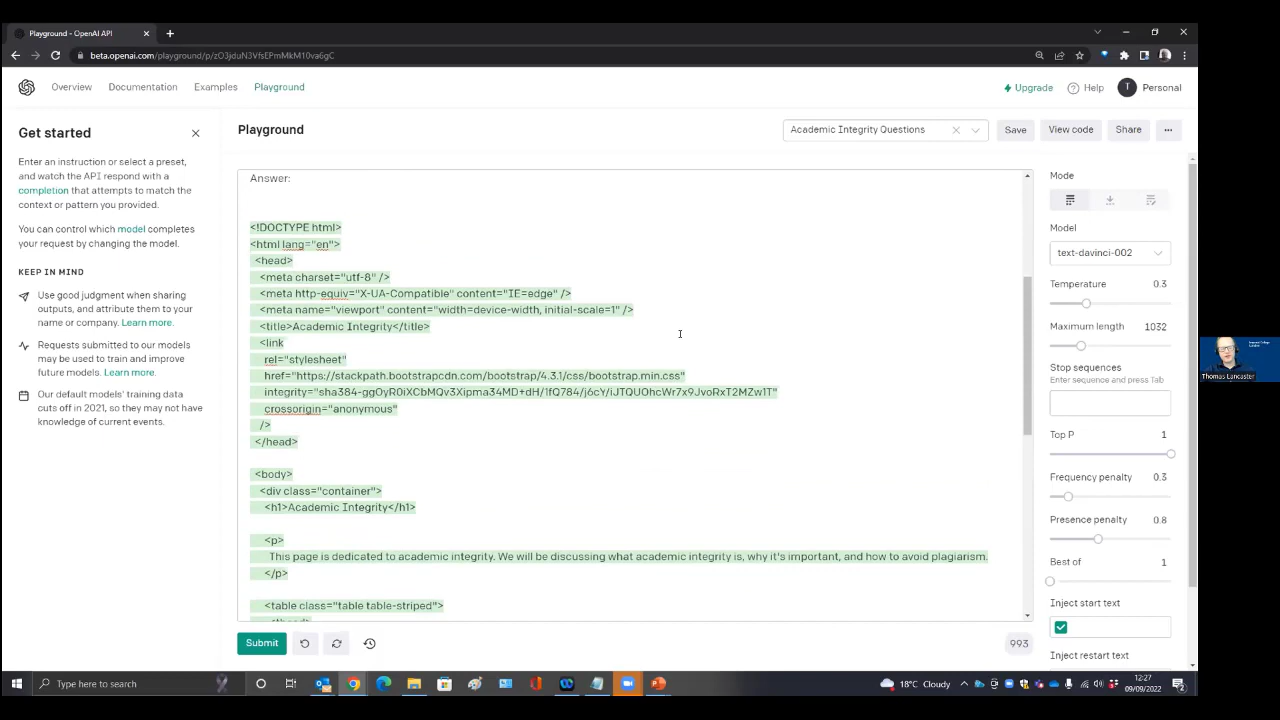 Playground - OpenAI API
beta.openai.com/playground/p/zO3jduN3VfsEPmMkM10va6gC
Overview
Documentation
Examples
Playground
Upgrade
Help
T
Personal
Get started
Enter an instruction or select a preset,
and watch the API respond with a
completion that attempts to match the
context or pattern you provided.
You can control which model completes
your request by changing the model.
KEEP IN MIND
Use good judgment when sharing
outputs, and attribute them to your
name or company. Learn more.
Requests submitted to our models
may be used to train and improve
future models. Learn more.
Our default models' training data
cuts off in 2021, so they may not have
knowledge of current events.
Playground
Academic Integrity Questions
Save
View code
Share
Answer:
<!DOCTYPE html>
<html lang="en">
<head>
<meta charset="utf-8" />
<meta http-equiv="X-UA-Compatible" content="IE=edge" />
<meta name="viewport" content="width=device-width, initial-scale=1" />
<title>Academic Integrity</title>
<link
rel="stylesheet"
href="https://stackpath.bootstrapcdn.com/bootstrap/4.3.1/css/bootstrap.min.css"
integrity="sha384-ggOyR0iXCbMQv3Xipma34MD+dH/1fQ784/j6cY/iJTQUOhcWr7x9JvoRxT2MZw1T"
crossorigin="anonymous"
/>
</head>
<body>
<div class="container">
<h1>Academic Integrity</h1>
<p>
This page is dedicated to academic integrity. We will be discussing what academic integrity is, why it's important, and how to avoid plagiarism.
</p>
<table class="table table-striped">
<thead>
Submit
993
Mode
Model
text-davinci-002
Temperature 0.3
Maximum length 1032
Stop sequences
Enter sequence and press Tab
Top P 1
Frequency penalty 0.3
Presence penalty 0.8
Best of 1
Inject start text
Inject restart text
Thomas Lancaster
Type here to search
18°C Cloudy
12:27
09/09/2022
2